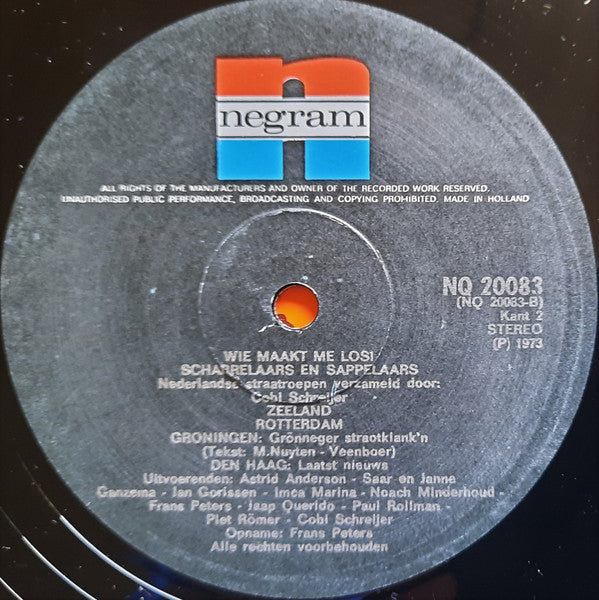 negram
ALL RIGHTS OF THE MANUFACTURERS AND OWNER OF THE RECORDED WORK RESERVED.
UNAUTHORISED PUBLIC PERFORMANCE, BROADCASTING AND COPYING PROHIBITED. MADE IN HOLLAND
NQ 20083
(NQ 20083-B)
Kant 2
STEREO
(P) 1973
WIE MAAKT ME LOS!
SCHARRELAARS EN SAPPELAARS
Nederlandse straatroepen verzameld door:
Cobi Schreijer
ZEELAND
ROTTERDAM
GRONINGEN: Grönneger straotklank'n
(Tekst: M.Nuyten - Veenboer)
DEN HAAG: Laatst nieuws
Uitvoerenden: Astrid Anderson - Saar en Janna
Ganzema - Jan Gorissen - Imca Marina - Noach Minderhoud -
Frans Peters - Jaap Querido - Paul Rollman -
Piet Römer - Cobi Schreijer
Opname: Frans Peters
Alle rechten voorbehouden